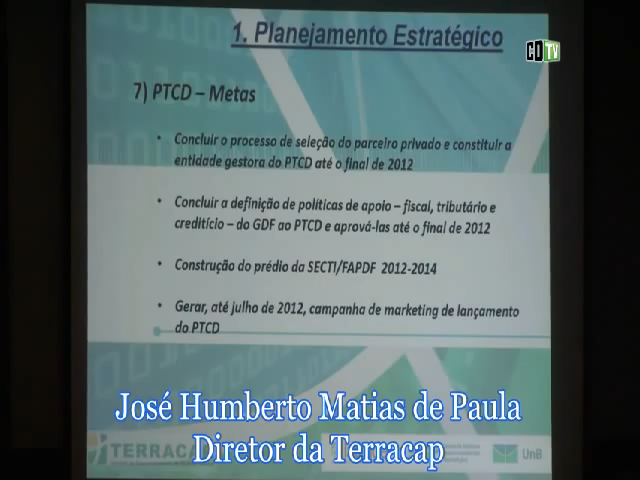 1. Planejamento Estratégico
CD TV
7) PTCD – Metas
• Concluir o processo de seleção do parceiro privado e constituir a
entidade gestora do PTCD até o final de 2012
• Concluir a definição de políticas de apoio – fiscal, tributário e
creditício – do GDF ao PTCD e aprová-las até o final de 2012
• Construção do prédio da SECTI/FAPDF 2012-2014
• Gerar, até julho de 2012, campanha de marketing de lançamento
do PTCD
José Humberto Matias de Paula
Diretor da Terracap
TERRACAP
UnB